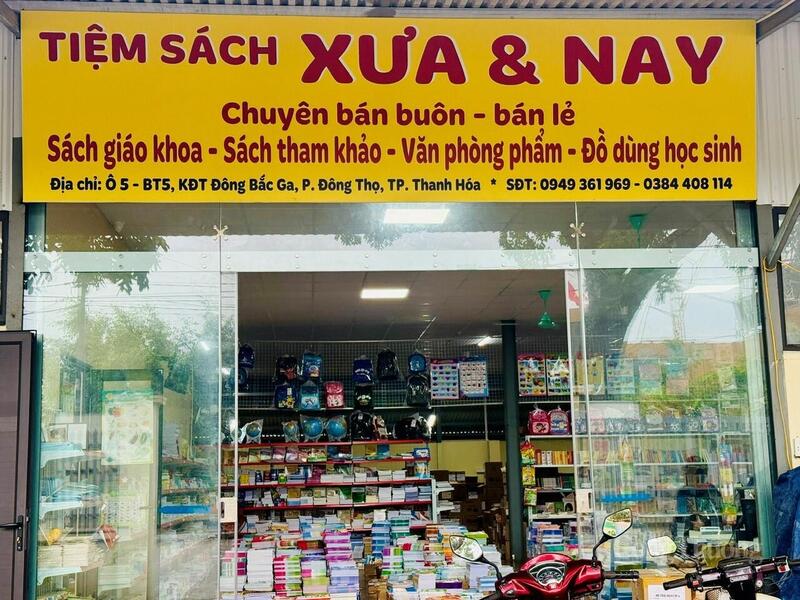 TIỆM SÁCH XƯA & NAY
Chuyên bán buôn - bán lẻ
Sách giáo khoa - Sách tham khảo - Văn phòng phẩm - Đồ dùng học sinh
Địa chỉ: Ô 5 - BT5, KĐT Đông Bắc Ga, P. Đông Thọ, TP. Thanh Hóa * SĐT: 0949 361 969 - 0384 408 114